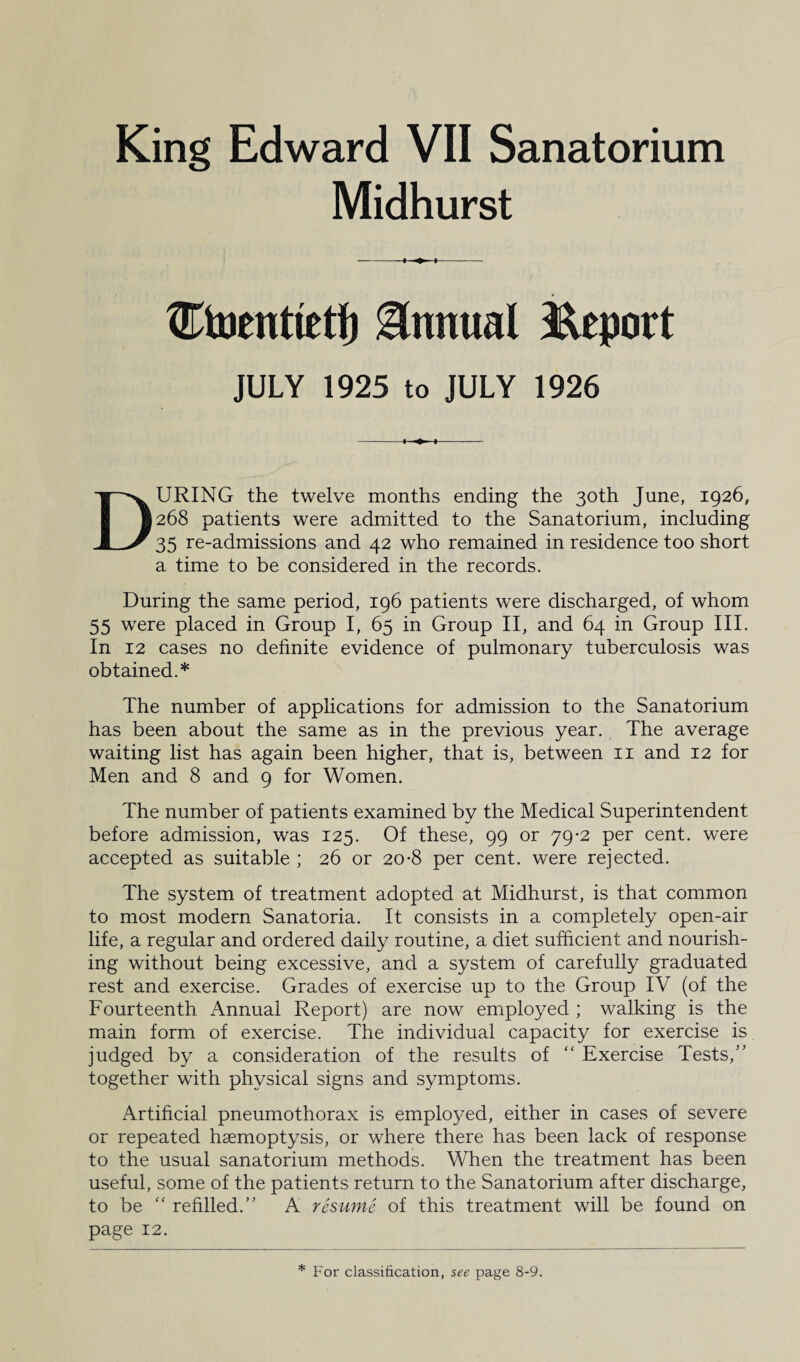 King Edward VII Sanatorium
Midhurst
Twentieth Annual Report
JULY 1925 to JULY 1926
DURING the twelve months ending the 30th June, 1926,
268 patients were admitted to the Sanatorium, including
35 re-admissions and 42 who remained in residence too short
a time to be considered in the records.
During the same period, 196 patients were discharged, of whom
55 were placed in Group I, 65 in Group II, and 64 in Group III.
In 12 cases no definite evidence of pulmonary tuberculosis was
obtained.*
The number of applications for admission to the Sanatorium
has been about the same as in the previous year. The average
waiting list has again been higher, that is, between 11 and 12 for
Men and 8 and 9 for Women.
The number of patients examined by the Medical Superintendent
before admission, was 125. Of these, 99 or 79·2 per cent. were
accepted as suitable ; 26 or 20·8 per cent. were rejected.
The system of treatment adopted at Midhurst, is that common
to most modern Sanatoria. It consists in a completely open-air
life, a regular and ordered daily routine, a diet sufficient and nourish-
ing without being excessive, and a system of carefully graduated
rest and exercise. Grades of exercise up to the Group IV (of the
Fourteenth Annual Report) are now employed ; walking is the
main form of exercise. The individual capacity for exercise is
judged by a consideration of the results of “ Exercise Tests,”
together with physical signs and symptoms.
Artificial pneumothorax is employed, either in cases of severe
or repeated hæmoptysis, or where there has been lack of response
to the usual sanatorium methods. When the treatment has been
useful, some of the patients return to the Sanatorium after discharge,
to be “ refilled.” A résumé of this treatment will be found on
page 12.
* For classification, see page 8-9.